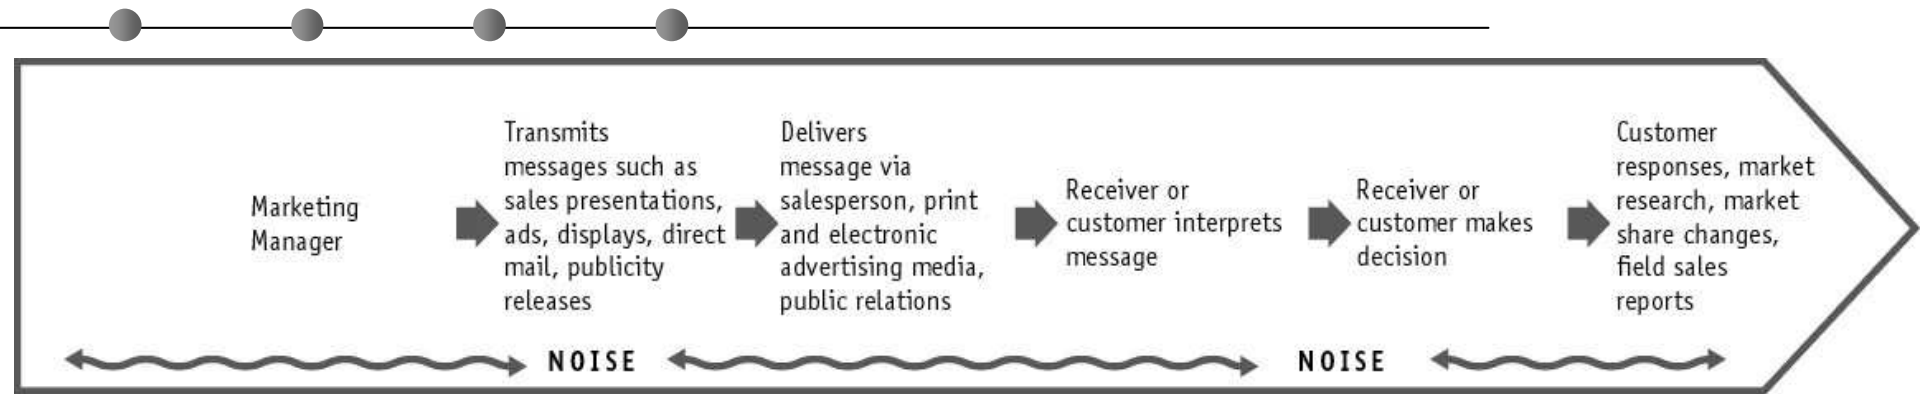 Marketing
Manager
Transmits
messages such as
sales presentations,
ads, displays, direct
mail, publicity
releases
Delivers
message via
salesperson, print
and electronic
advertising media,
public relations
Receiver or
customer interprets
message
Receiver or
customer makes
decision
Customer
responses, market
research, market
share changes,
field sales
reports
NOISE
NOISE